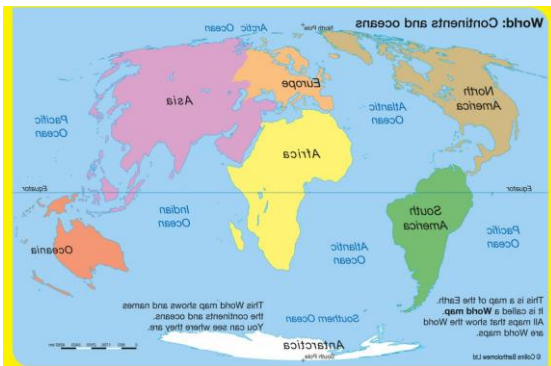 World: Continents and oceans
Arctic Ocean
North Pole
North
America
Europe
Asia
Atlantic
Ocean
Pacific
Ocean
Africa
Equator
Equator
Indian
Ocean
South
America
Pacific
Ocean
Atlantic
Ocean
Oceania
This World map shows and names
the continents and oceans.
You can see where they are.
This is a map of the Earth.
It is called a World map.
All maps that show the World
are World maps.
Southern Ocean
Antarctica
South Pole
© Collins Bartholomew Ltd